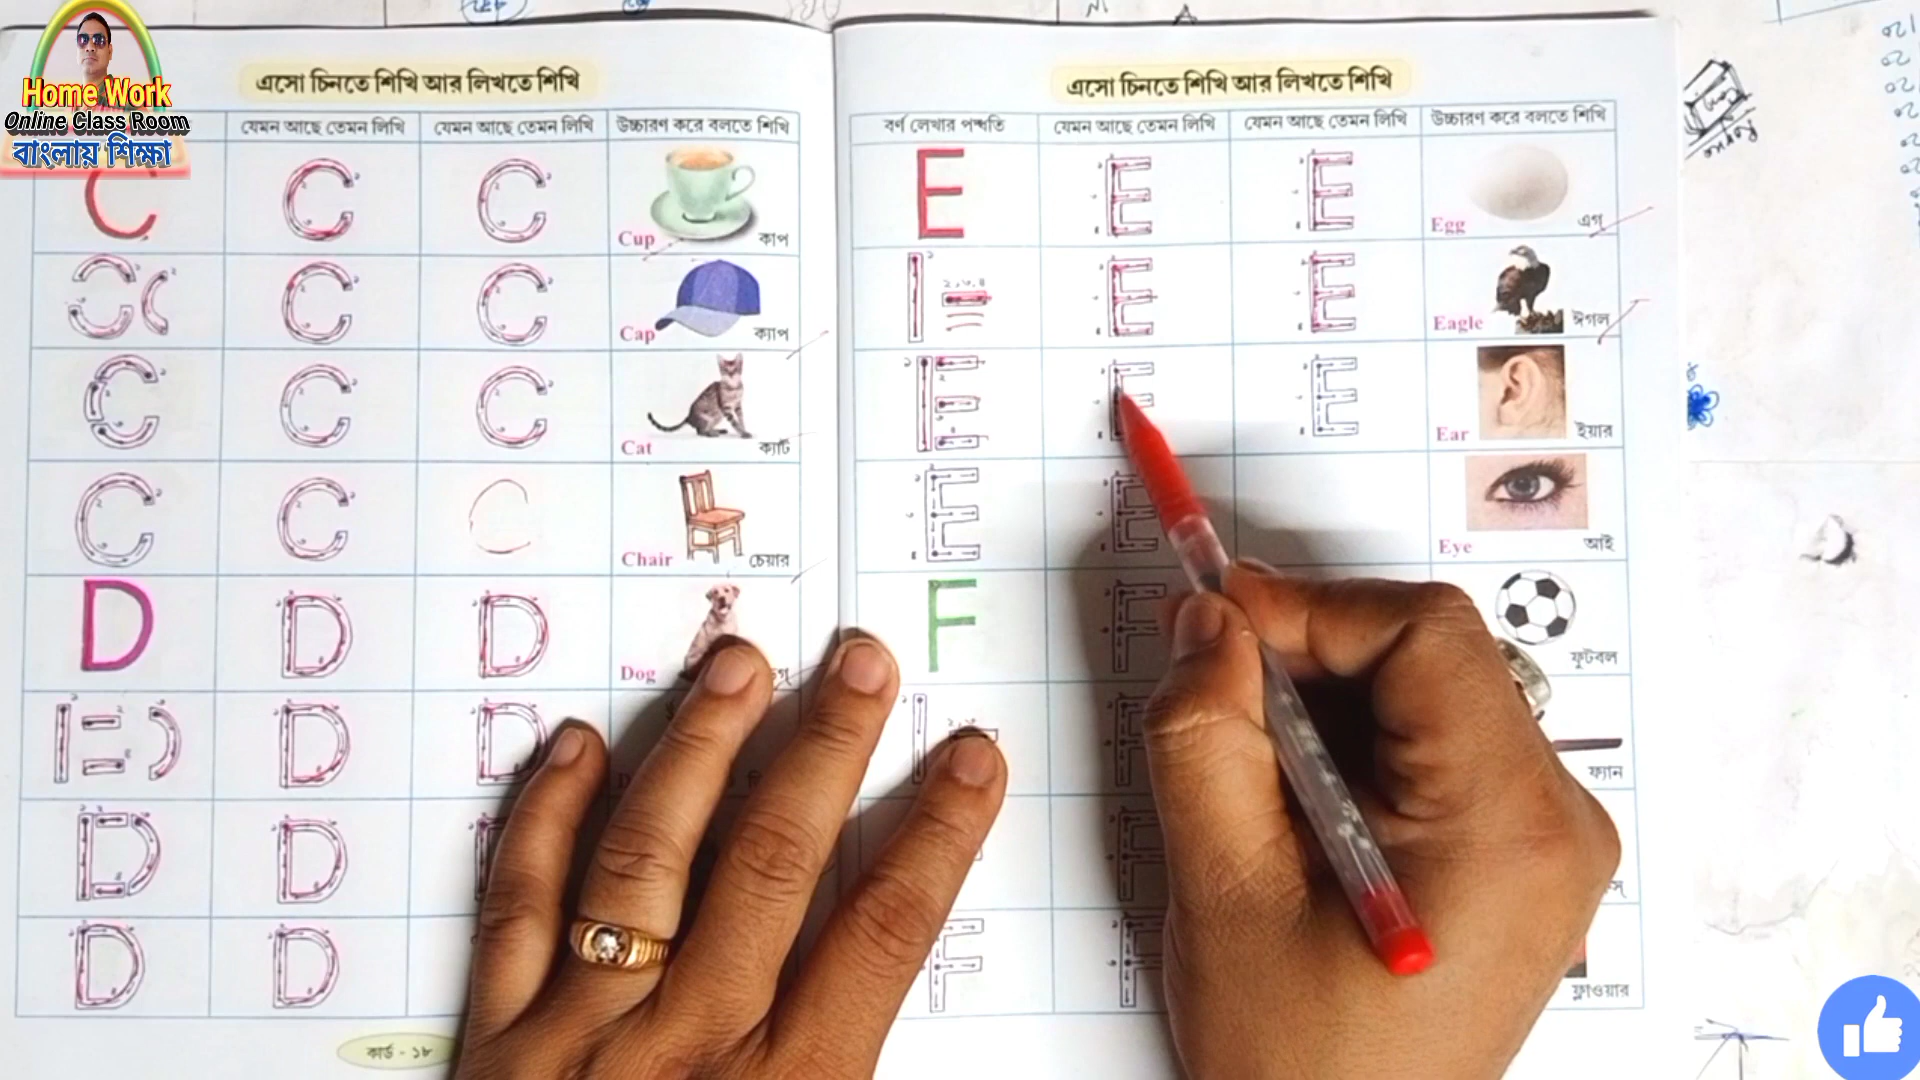 Home Work
Online Class Room
বাংলায় শিক্ষা
এসো চিনতে শিখি আর লিখতে শিখি
যেমন আছে তেমন লিখি
যেমন আছে তেমন লিখি
উচ্চারণ করে বলতে শিখি
C C C
Cup কাপ
C C
Cap ক্যাপ
C C C
Cat ক্যাট
C C C
Chair চেয়ার
D D D
Dog
D D
D D
D D
কার্ড - ১৮
এসো চিনতে শিখি আর লিখতে শিখি
বর্ণ লেখার পদ্ধতি
যেমন আছে তেমন লিখি
যেমন আছে তেমন লিখি
উচ্চারণ করে বলতে শিখি
E E E
Egg এগ্
E E
Eagle ঈগল
E E E
Ear ইয়ার
E E
Eye আই
F F
ফুটবল
F
ফ্যান
F
F F
ফ্লাওয়ার